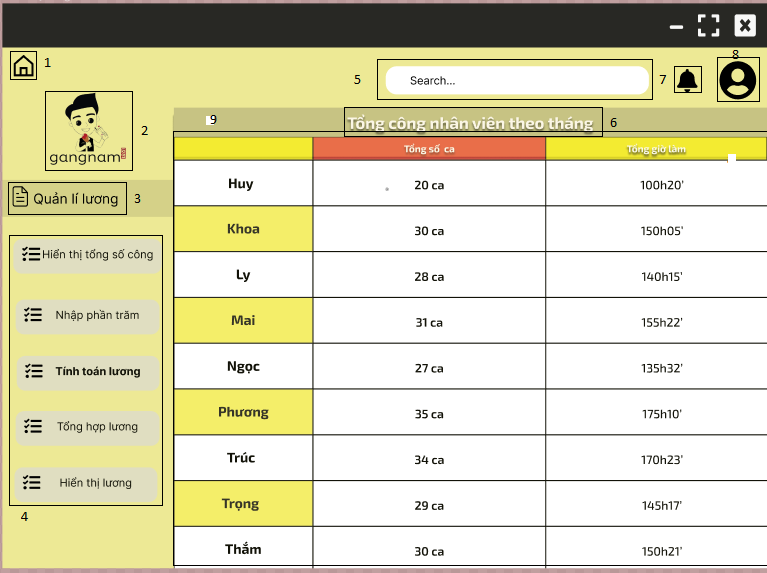 8
1
5
Search...
7
2
gangnam
9
Tổng công nhân viên theo tháng
6
Tổng số ca
Tổng giờ làm
Quản lí lương
3
Huy
20 ca
100h20'
Khoa
30 ca
150h05'
Hiển thị tổng số công
Ly
28 ca
140h15'
Nhập phần trăm
Mai
31 ca
155h22'
Tính toán lương
Ngọc
27 ca
135h32'
Tổng hợp lương
Phương
35 ca
175h10'
Trúc
34 ca
170h23'
Hiển thị lương
Trọng
29 ca
145h17'
4
Thắm
30 ca
150h21'